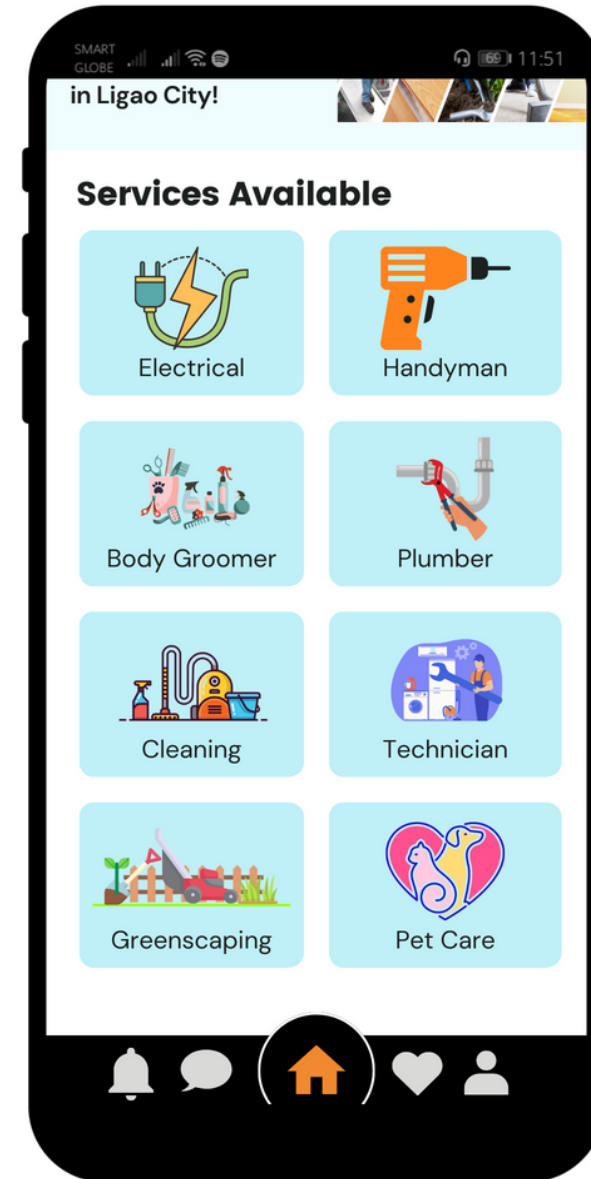 SMART
GLOBE
69 11:51
in Ligao City!
Services Available
Electrical
Handyman
Body Groomer
Plumber
Cleaning
Technician
Greenscaping
Pet Care